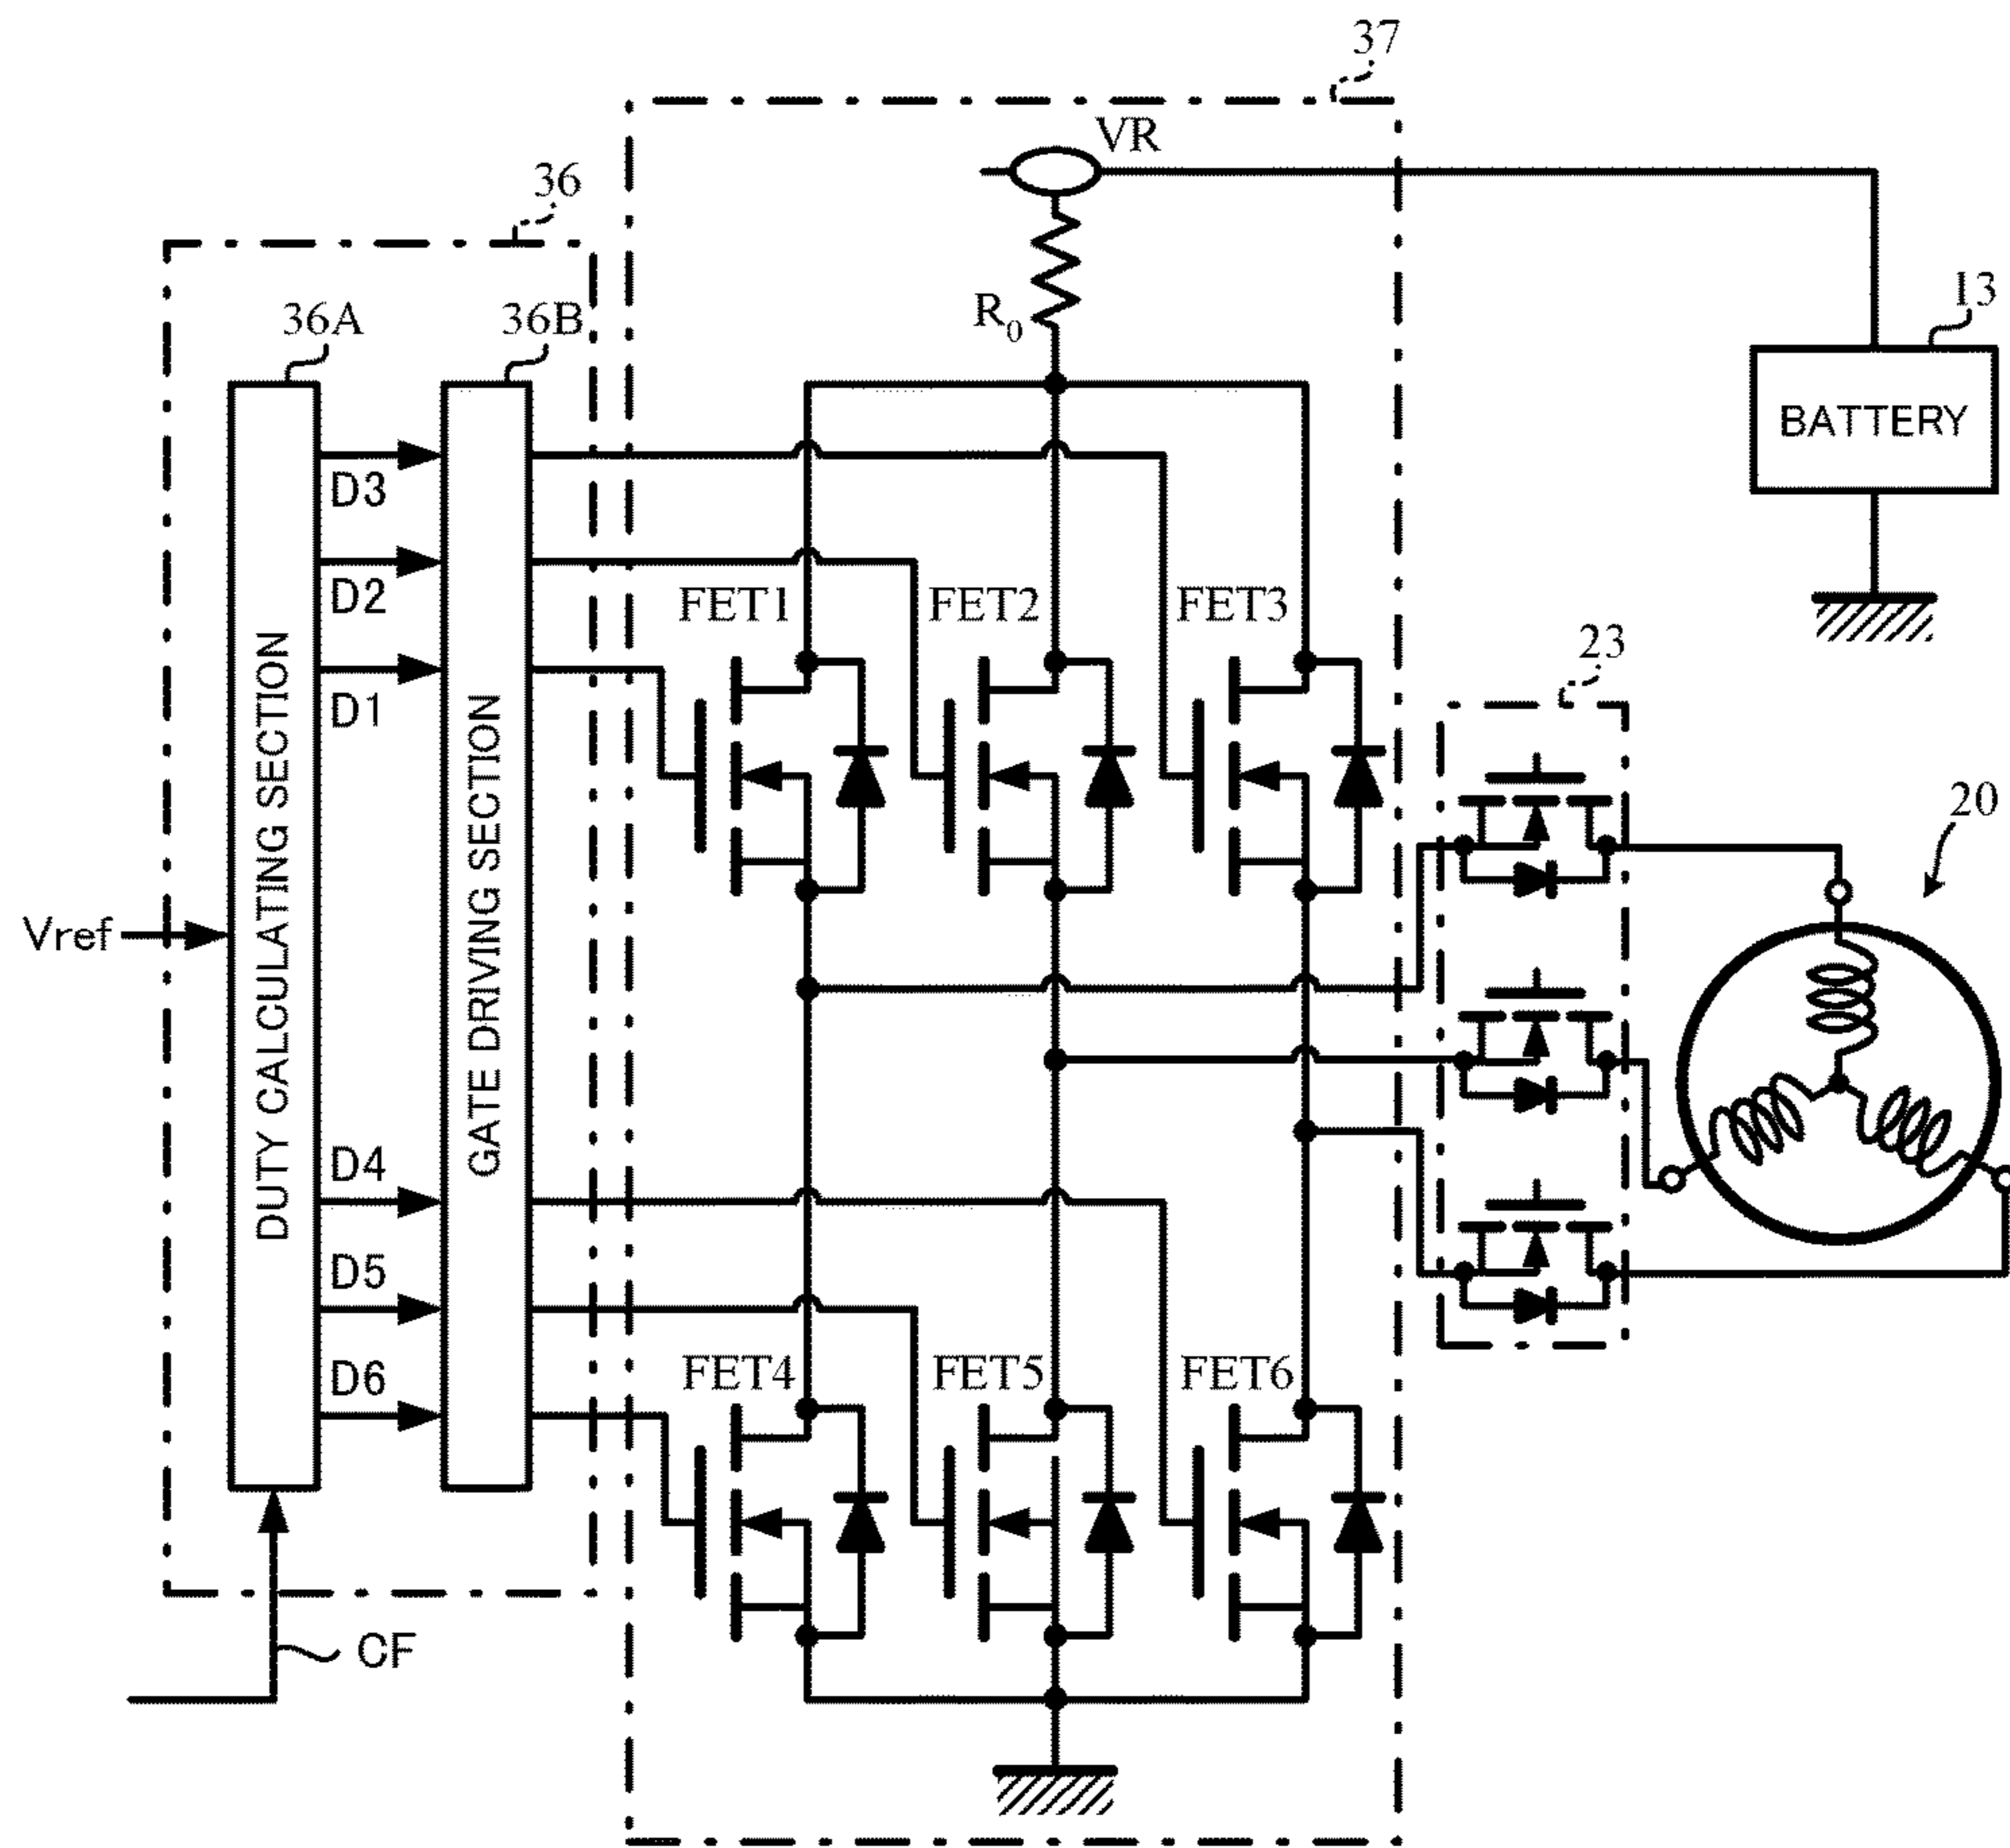 37
VR
36
R0
13
36A
36B
BATTERY
D3
D2
FET1
FET2
FET3
D1
23
20
DUTY CALCULATING SECTION
GATE DRIVING SECTION
Vref
D4
D5
D6
FET4
FET5
FET6
CF